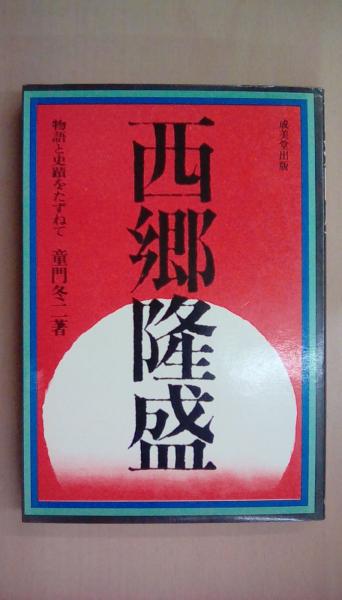 成美堂出版
西郷隆盛
物語と史蹟をたずねて 童門冬二著